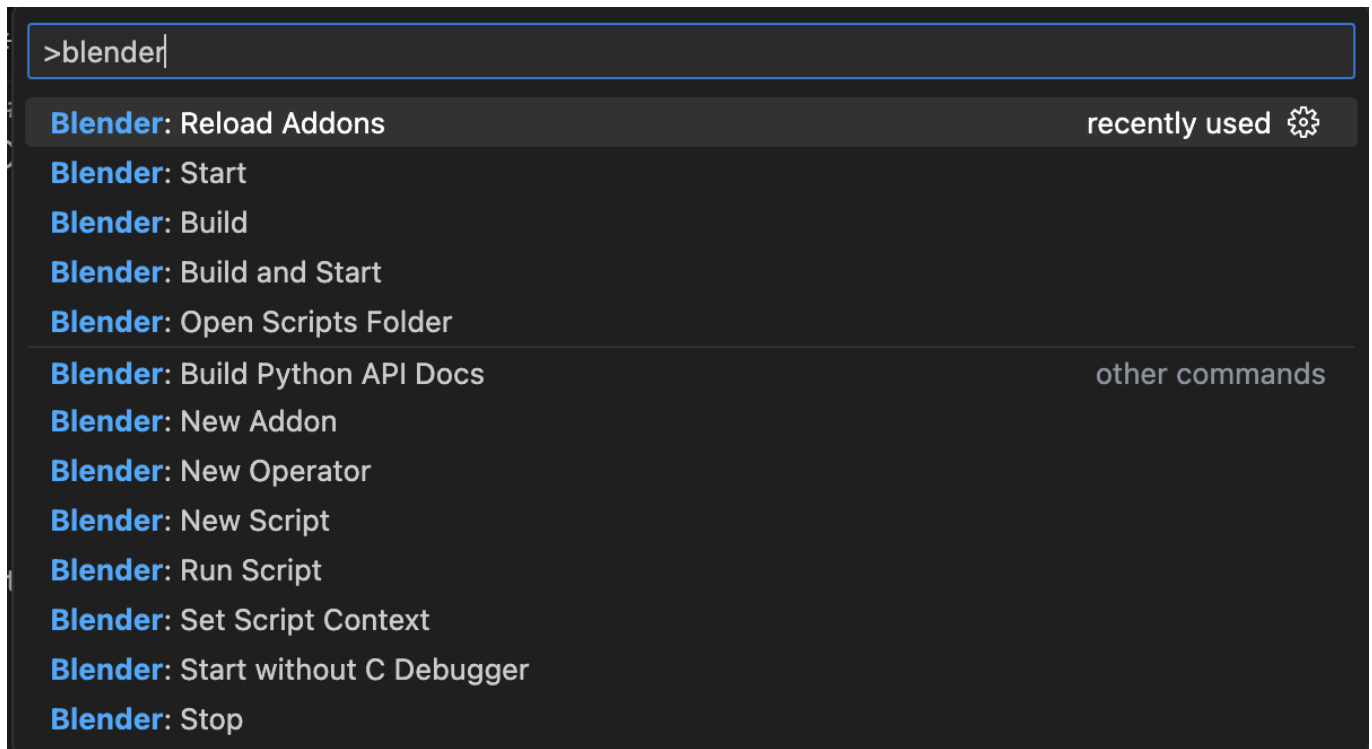 >blender
Blender: Reload Addons recently used
Blender: Start
Blender: Build
Blender: Build and Start
Blender: Open Scripts Folder
Blender: Build Python API Docs other commands
Blender: New Addon
Blender: New Operator
Blender: New Script
Blender: Run Script
Blender: Set Script Context
Blender: Start without C Debugger
Blender: Stop